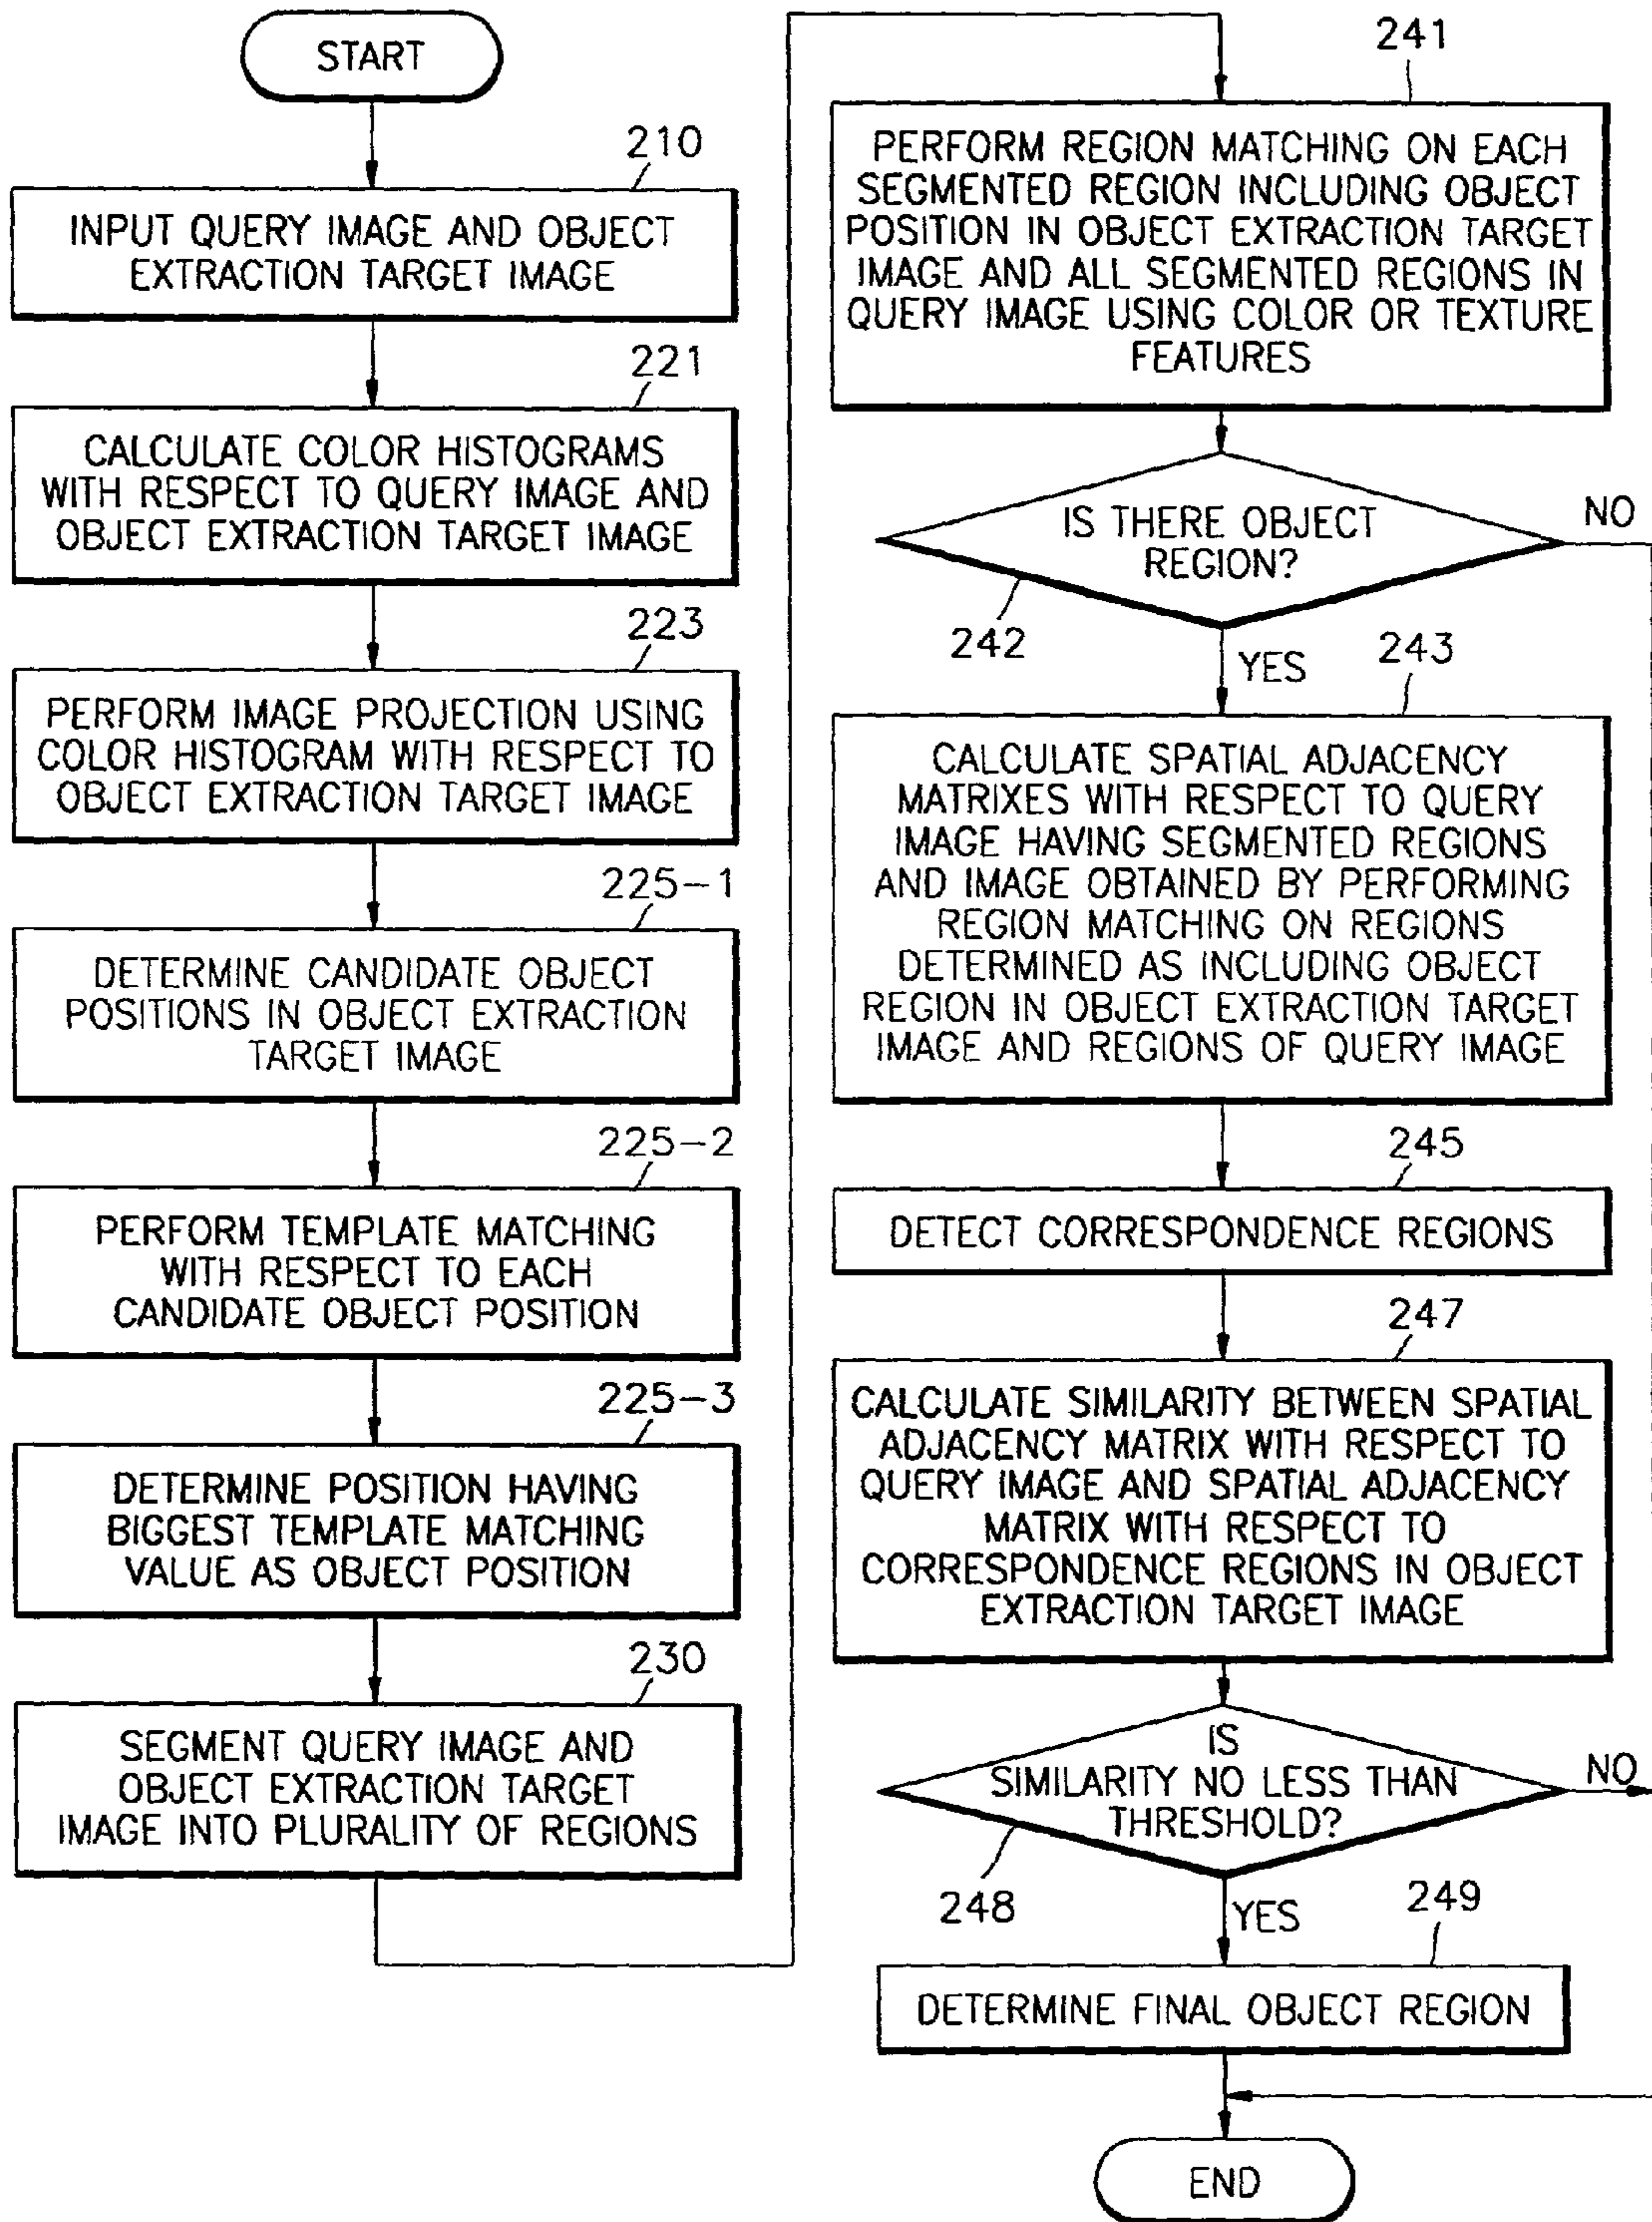 START
210
INPUT QUERY IMAGE AND OBJECT
EXTRACTION TARGET IMAGE
221
CALCULATE COLOR HISTOGRAMS
WITH RESPECT TO QUERY IMAGE AND
OBJECT EXTRACTION TARGET IMAGE
223
PERFORM IMAGE PROJECTION USING
COLOR HISTOGRAM WITH RESPECT TO
OBJECT EXTRACTION TARGET IMAGE
225-1
DETERMINE CANDIDATE OBJECT
POSITIONS IN OBJECT EXTRACTION
TARGET IMAGE
225-2
PERFORM TEMPLATE MATCHING
WITH RESPECT TO EACH
CANDIDATE OBJECT POSITION
225-3
DETERMINE POSITION HAVING
BIGGEST TEMPLATE MATCHING
VALUE AS OBJECT POSITION
230
SEGMENT QUERY IMAGE AND
OBJECT EXTRACTION TARGET
IMAGE INTO PLURALITY OF REGIONS
241
PERFORM REGION MATCHING ON EACH
SEGMENTED REGION INCLUDING OBJECT
POSITION IN OBJECT EXTRACTION TARGET
IMAGE AND ALL SEGMENTED REGIONS IN
QUERY IMAGE USING COLOR OR TEXTURE
FEATURES
IS THERE OBJECT
REGION?
NO
242
YES
243
CALCULATE SPATIAL ADJACENCY
MATRIXES WITH RESPECT TO QUERY
IMAGE HAVING SEGMENTED REGIONS
AND IMAGE OBTAINED BY PERFORMING
REGION MATCHING ON REGIONS
DETERMINED AS INCLUDING OBJECT
REGION IN OBJECT EXTRACTION TARGET
IMAGE AND REGIONS OF QUERY IMAGE
245
DETECT CORRESPONDENCE REGIONS
247
CALCULATE SIMILARITY BETWEEN SPATIAL
ADJACENCY MATRIX WITH RESPECT TO
QUERY IMAGE AND SPATIAL ADJACENCY
MATRIX WITH RESPECT TO
CORRESPONDENCE REGIONS IN OBJECT
EXTRACTION TARGET IMAGE
IS
SIMILARITY NO LESS THAN
THRESHOLD?
NO
248
YES
249
DETERMINE FINAL OBJECT REGION
END